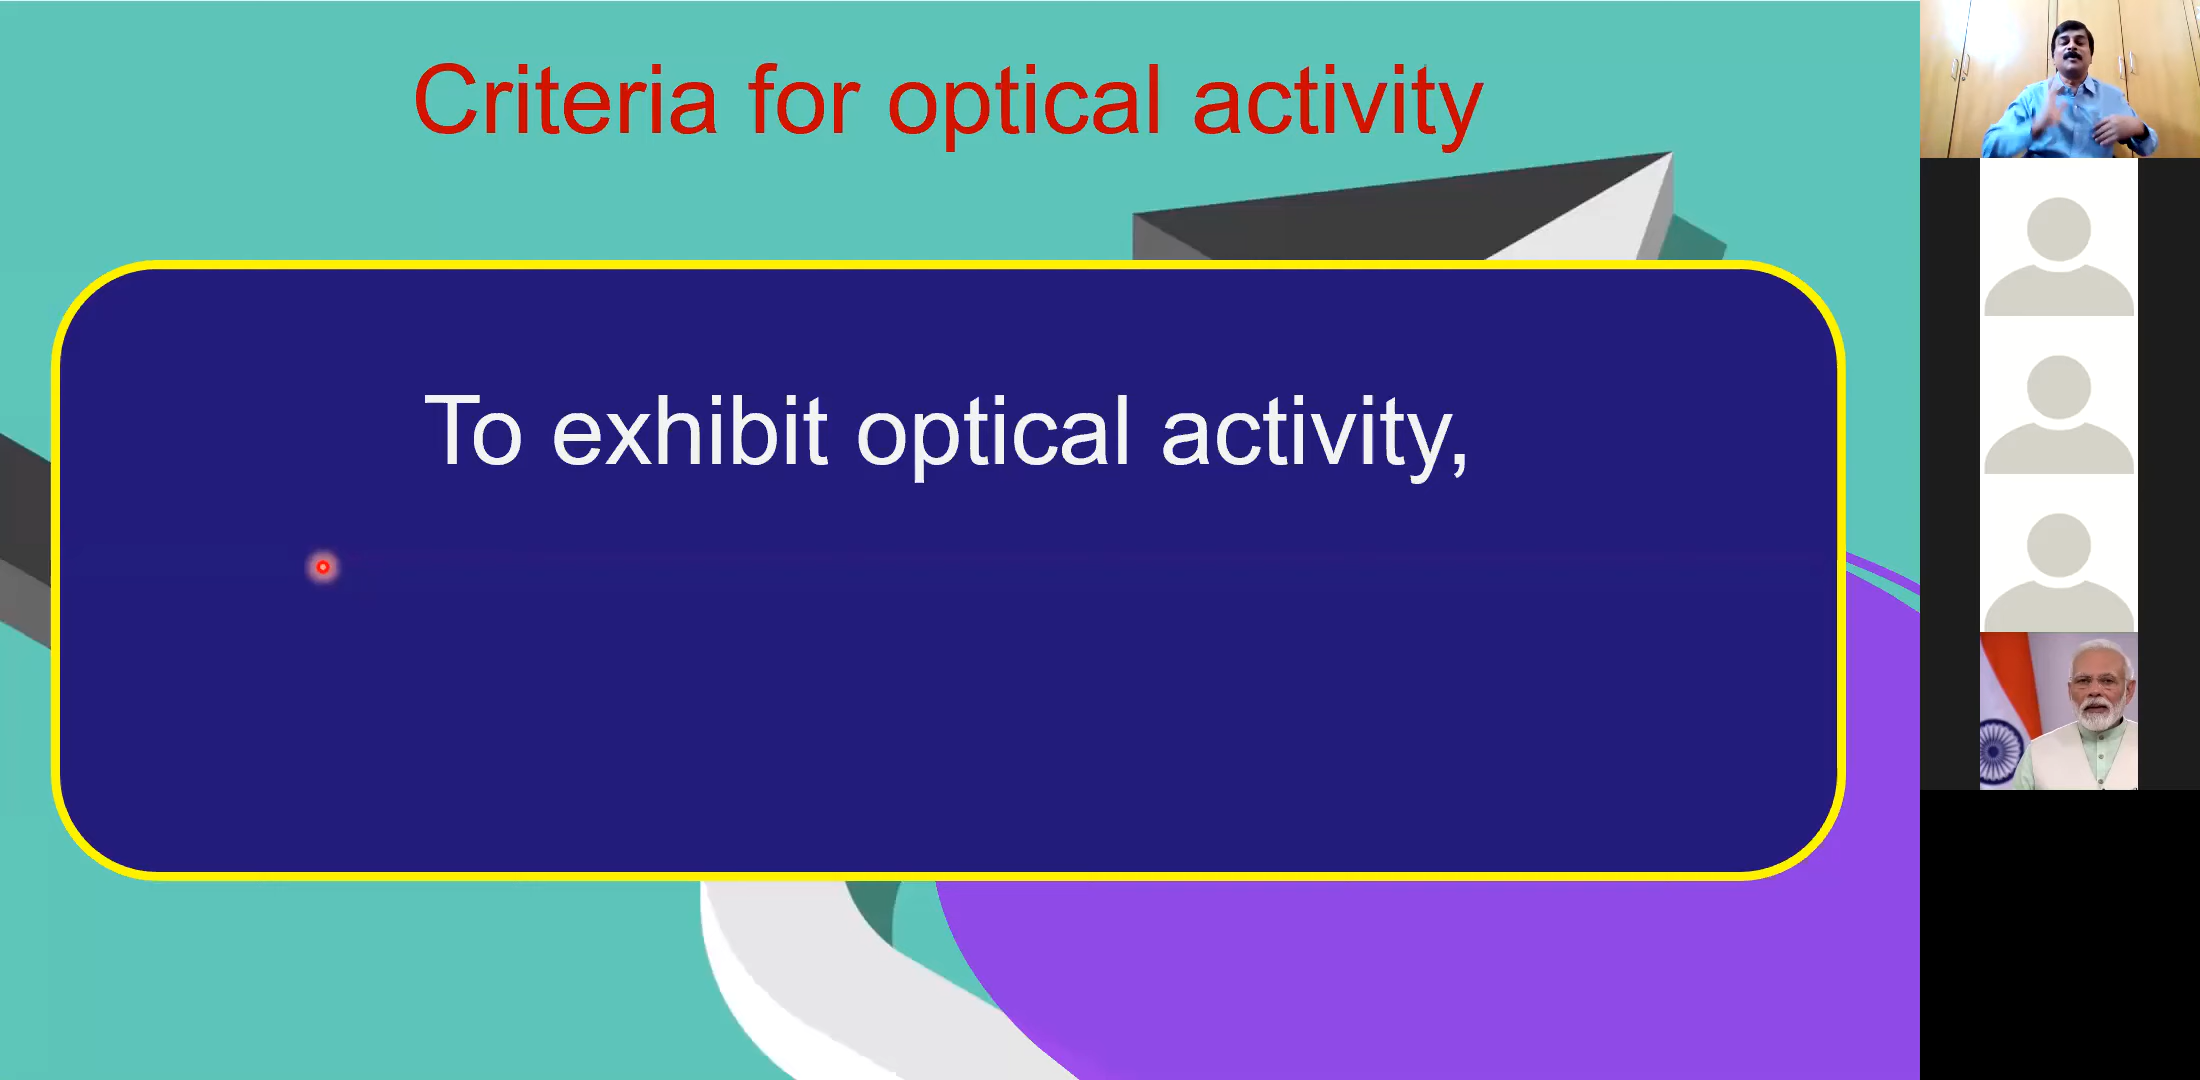 Criteria for optical activity
To exhibit optical activity,